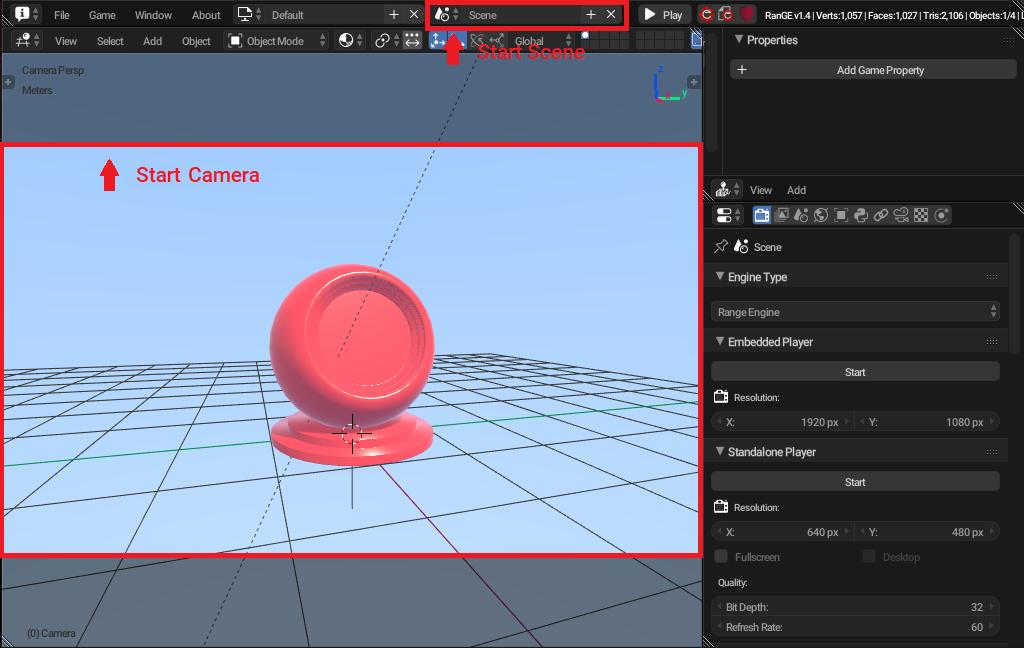 File Game Window About Default Scene Play RanGE v1.4 | Verts:1,057 | Faces:1,027 | Tris:2,106 | Objects:1/4 |
View Select Add Object Object Mode Global
Start Scene
Camera Persp
Meters
z
y
Start Camera
(0) Camera
Properties
Add Game Property
View Add
Scene
Engine Type
Range Engine
Embedded Player
Start
Resolution:
X: 1920 px Y: 1080 px
Standalone Player
Start
Resolution:
X: 640 px Y: 480 px
Fullscreen Desktop
Quality:
Bit Depth: 32
Refresh Rate: 60